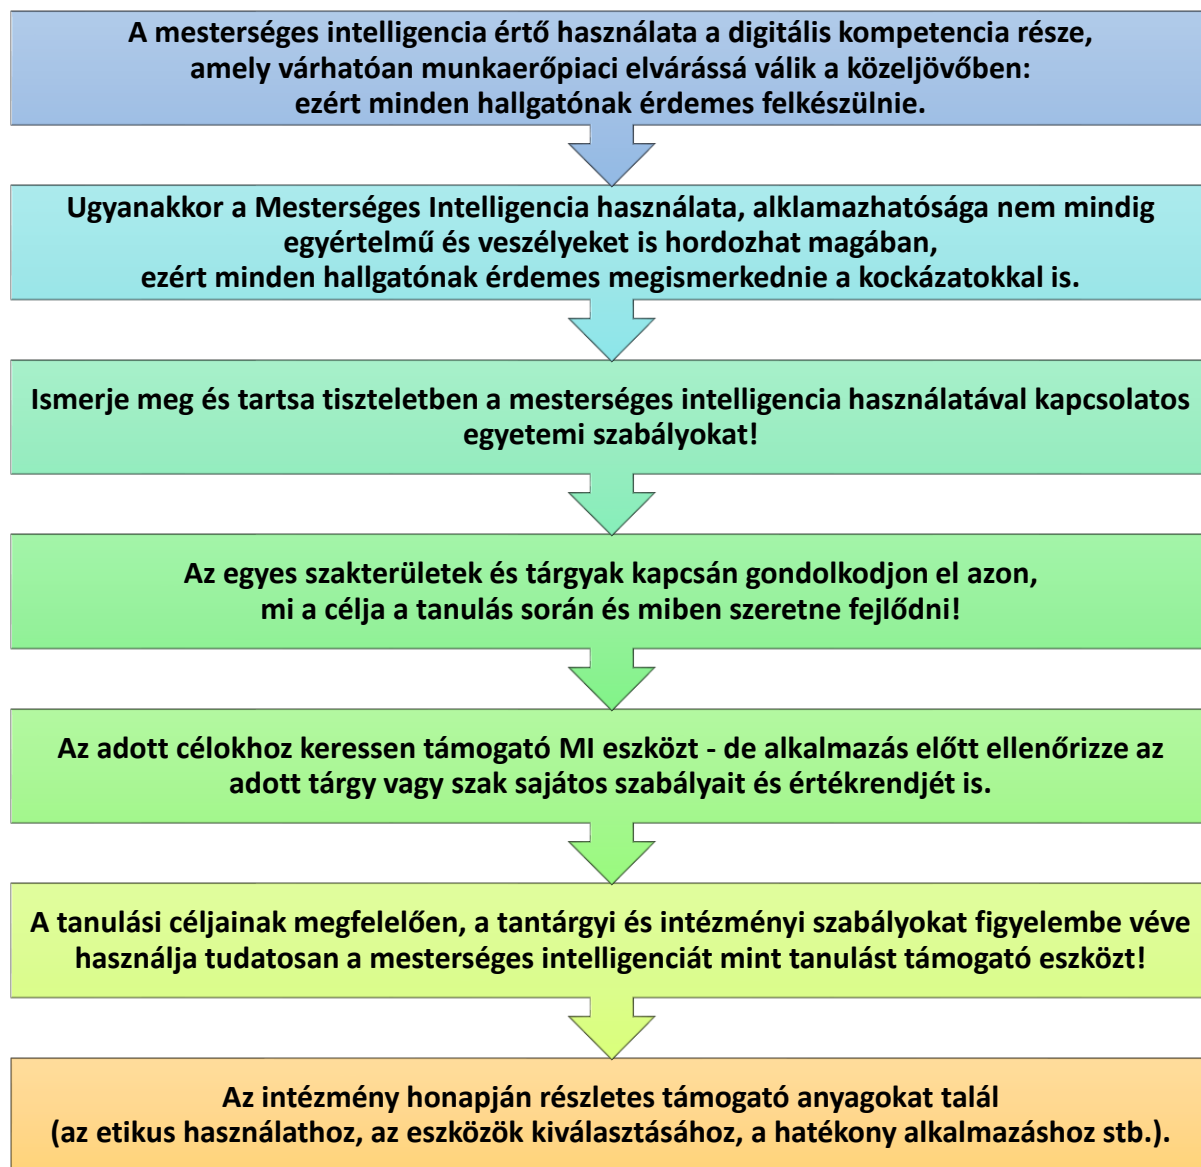 A mesterséges intelligencia értő használata a digitális kompetencia része,
amely várhatóan munkaerőpiaci elvárássá válik a közeljövőben:
ezért minden hallgatónak érdemes felkészülnie.
Ugyanakkor a Mesterséges Intelligencia használata, alklamazhatósága nem mindig
egyértelmű és veszélyeket is hordozhat magában,
ezért minden hallgatónak érdemes megismerkednie a kockázatokkal is.
Ismerje meg és tartsa tiszteletben a mesterséges intelligencia használatával kapcsolatos
egyetemi szabályokat!
Az egyes szakterületek és tárgyak kapcsán gondolkodjon el azon,
mi a célja a tanulás során és miben szeretne fejlődni!
Az adott célokhoz keressen támogató MI eszközt - de alkalmazás előtt ellenőrizze az
adott tárgy vagy szak sajátos szabályait és értékrendjét is.
A tanulási céljainak megfelelően, a tantárgyi és intézményi szabályokat figyelembe véve
használja tudatosan a mesterséges intelligenciát mint tanulást támogató eszközt!
Az intézmény honapján részletes támogató anyagokat talál
(az etikus használathoz, az eszközök kiválasztásához, a hatékony alkalmazáshoz stb.).